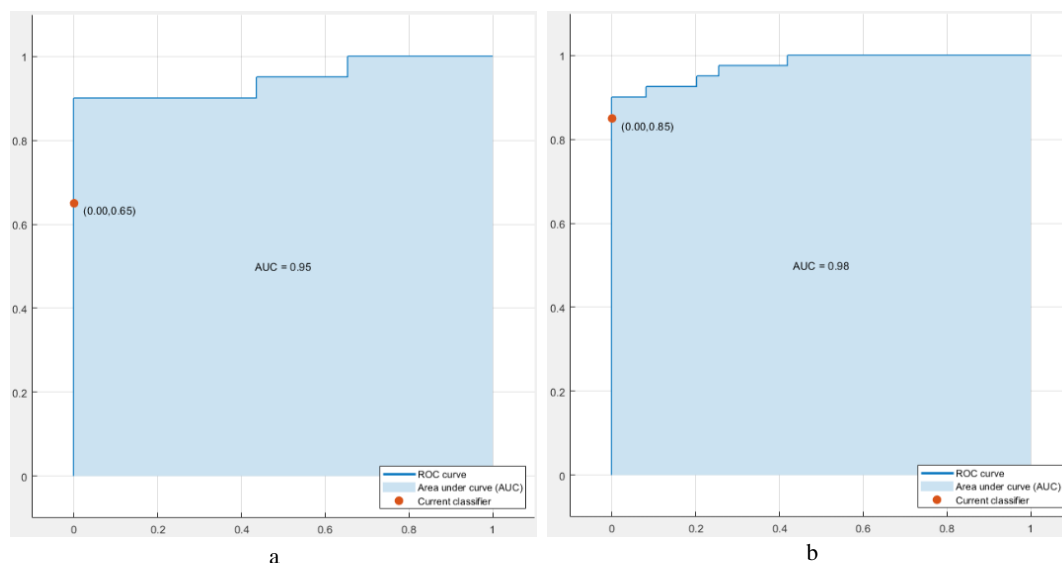 1
0.8
(0.00,0.65)
0.6
AUC = 0.95
0.4
0.2
0
ROC curve
Area under curve (AUC)
Current classifier
0 0.2 0.4 0.6 0.8 1
a
1
(0.00,0.85)
0.8
0.6
AUC = 0.98
0.4
0.2
0
ROC curve
Area under curve (AUC)
Current classifier
0 0.2 0.4 0.6 0.8 1
b